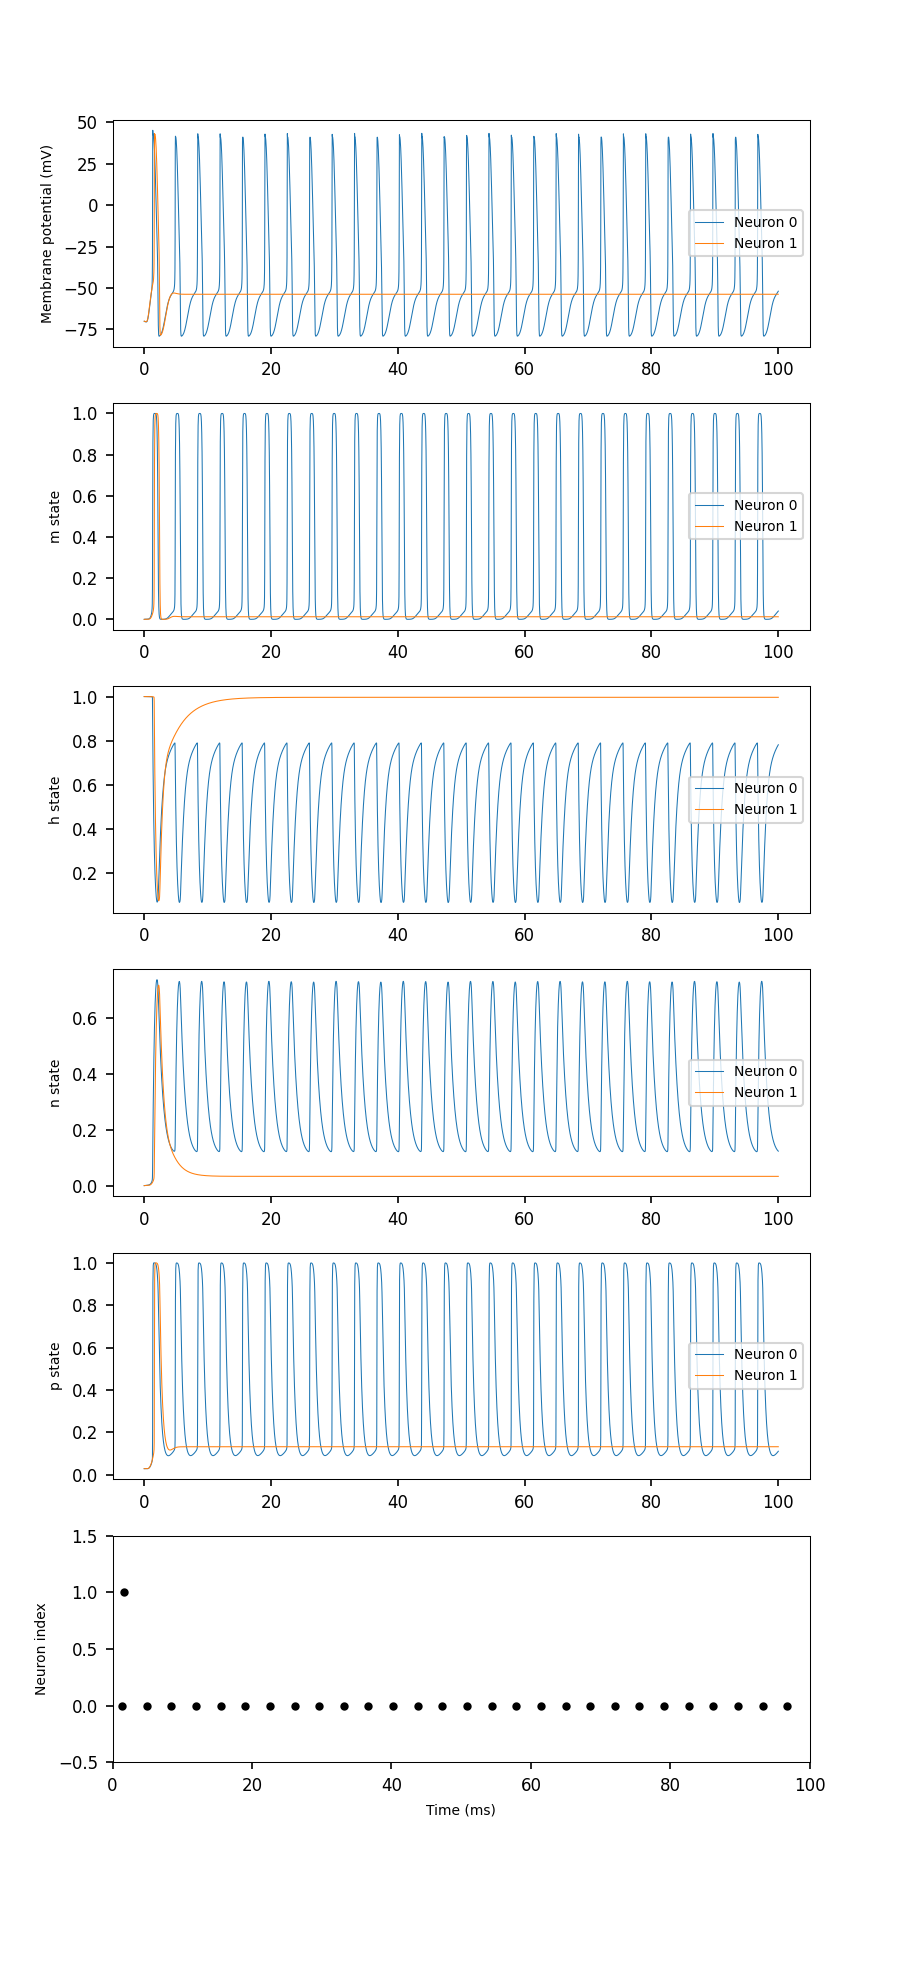 Membrane potential (mV)
50
25
0
−25
−50
−75
Neuron 0
Neuron 1
0 20 40 60 80 100
m state
1.0
0.8
0.6
0.4
0.2
0.0
Neuron 0
Neuron 1
0 20 40 60 80 100
h state
1.0
0.8
0.6
0.4
0.2
Neuron 0
Neuron 1
0 20 40 60 80 100
n state
0.6
0.4
0.2
0.0
Neuron 0
Neuron 1
0 20 40 60 80 100
p state
1.0
0.8
0.6
0.4
0.2
0.0
Neuron 0
Neuron 1
0 20 40 60 80 100
Neuron index
1.5
1.0
0.5
0.0
−0.5
0 20 40 60 80 100
Time (ms)